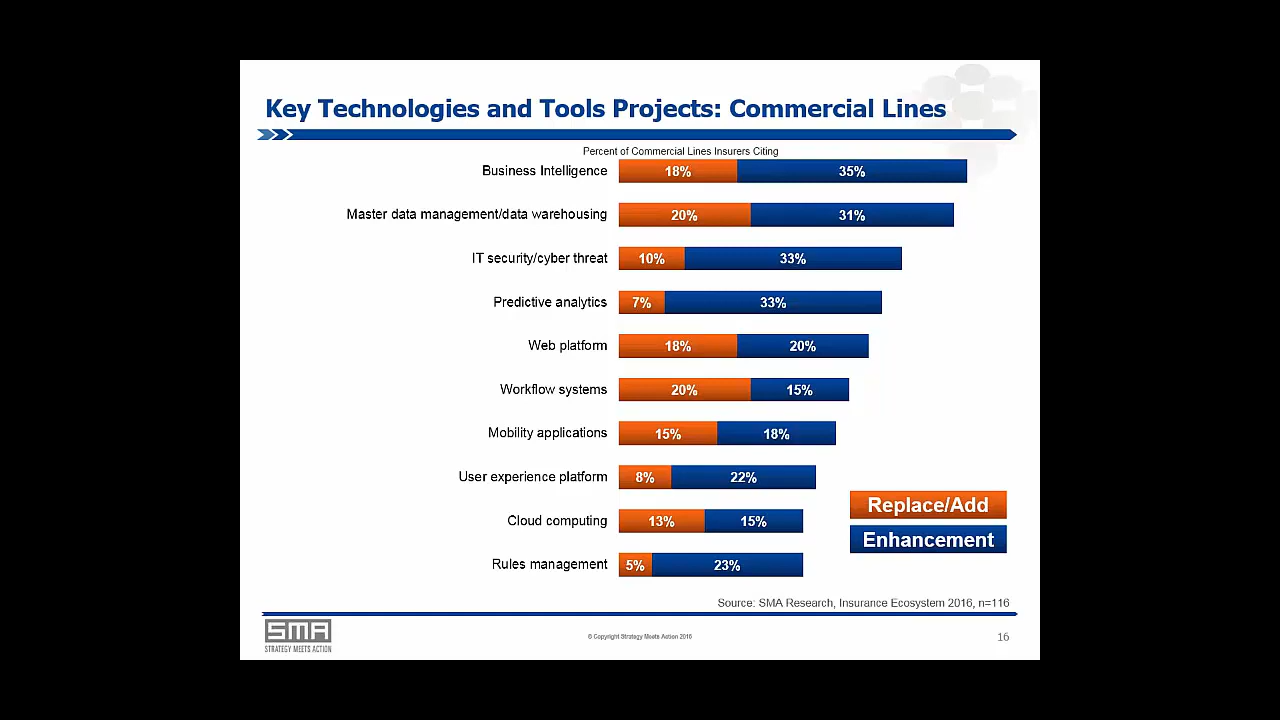 Key Technologies and Tools Projects: Commercial Lines
Percent of Commercial Lines Insurers Citing
Business Intelligence 18% 35%
Master data management/data warehousing 20% 31%
IT security/cyber threat 10% 33%
Predictive analytics 7% 33%
Web platform 18% 20%
Workflow systems 20% 15%
Mobility applications 15% 18%
User experience platform 8% 22%
Cloud computing 13% 15%
Rules management 5% 23%
Replace/Add
Enhancement
Source: SMA Research, Insurance Ecosystem 2016, n=116
SMA
STRATEGY MEETS ACTION
© Copyright Strategy Meets Action 2016
16